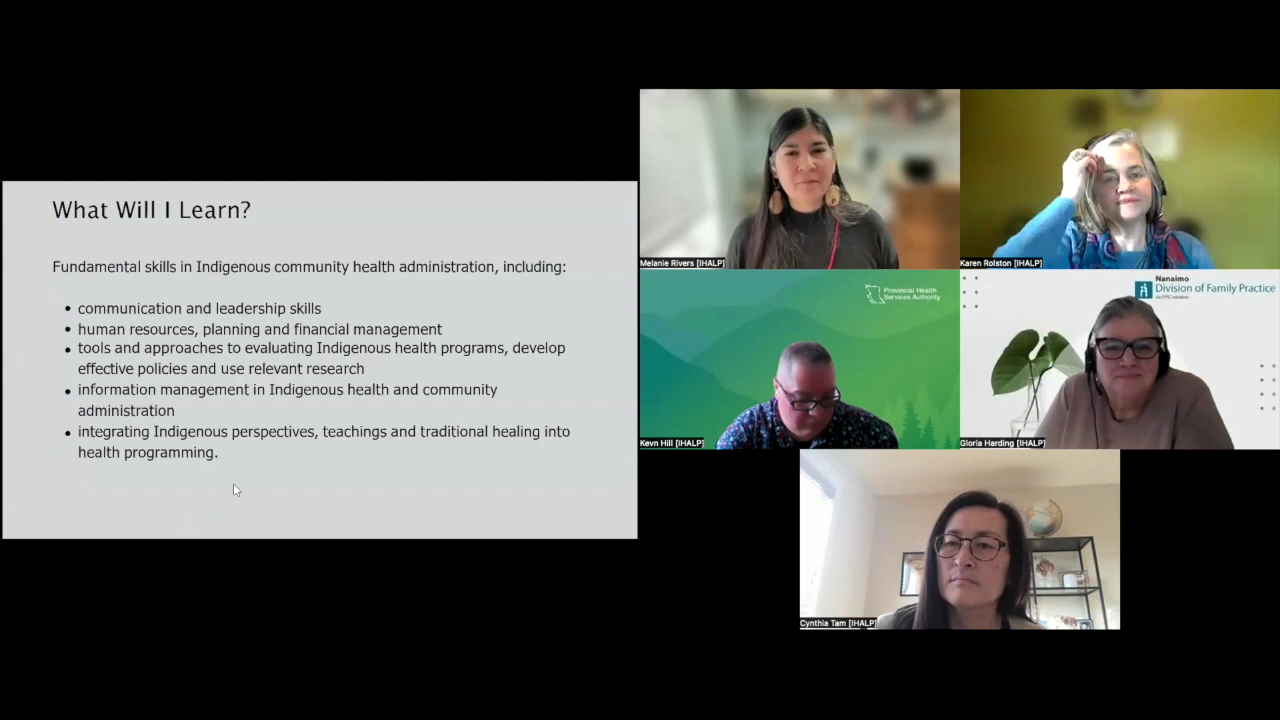 What Will I Learn?
Fundamental skills in Indigenous community health administration, including:
• communication and leadership skills
• human resources, planning and financial management
• tools and approaches to evaluating Indigenous health programs, develop
effective policies and use relevant research
• information management in Indigenous health and community
administration
• integrating Indigenous perspectives, teachings and traditional healing into
health programming.
Melanie Rivers [IHALP]
Karen Rolston [IHALP]
Provincial Health
Services Authority
Kevn Hill [IHALP]
Nanaimo
Division of Family Practice
An FPSC initiative
Gloria Harding [IHALP]
Cynthia Tam [IHALP]